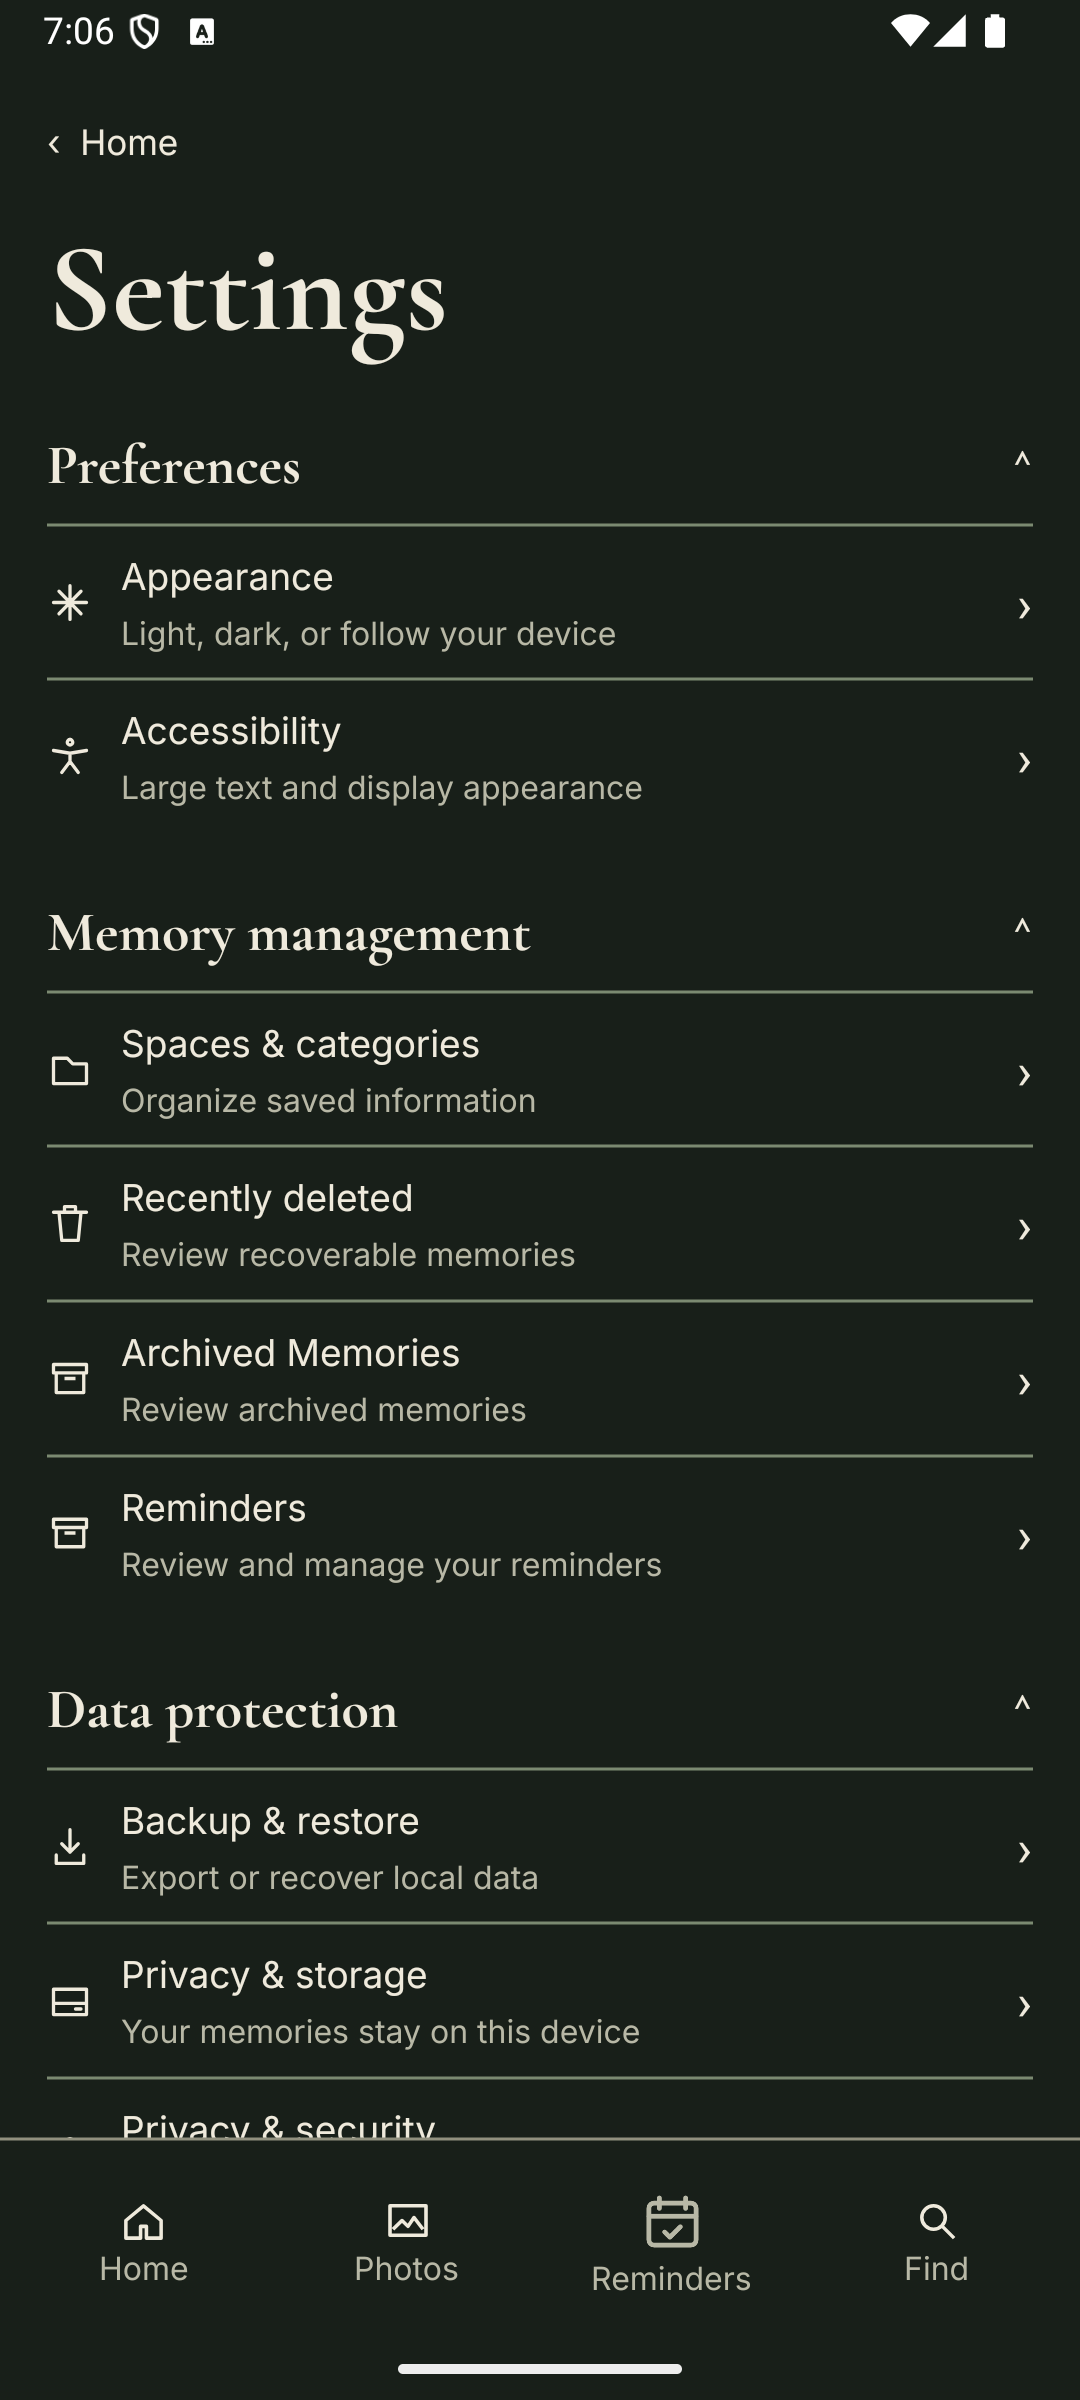 7:06
‹ Home
Settings
Preferences
Appearance
Light, dark, or follow your device
Accessibility
Large text and display appearance
Memory management
Spaces & categories
Organize saved information
Recently deleted
Review recoverable memories
Archived Memories
Review archived memories
Reminders
Review and manage your reminders
Data protection
Backup & restore
Export or recover local data
Privacy & storage
Your memories stay on this device
Privacy & security
Home
Photos
Reminders
Find